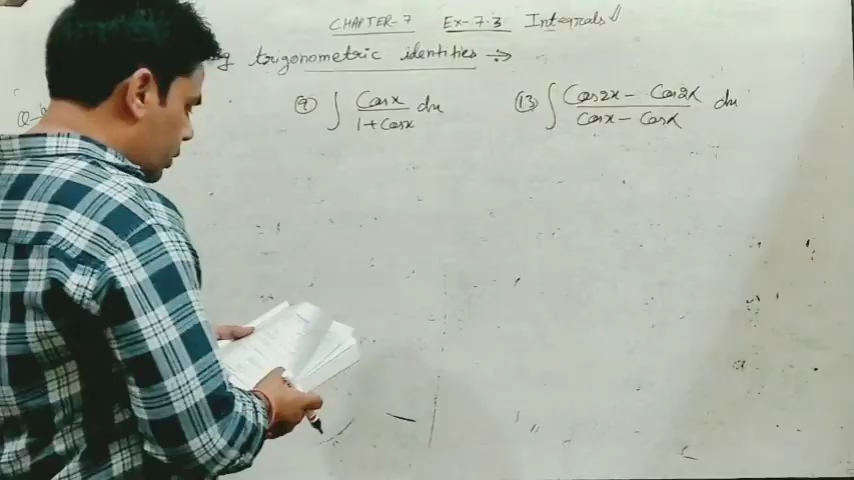 CHAPTER-7 Ex-7.3 Integrals
trigonometric identities →
⑨ ∫ Cosx / 1+Cosx dx
⑬ ∫ Cos2x - Cos2α / Cosx - Cosα dx